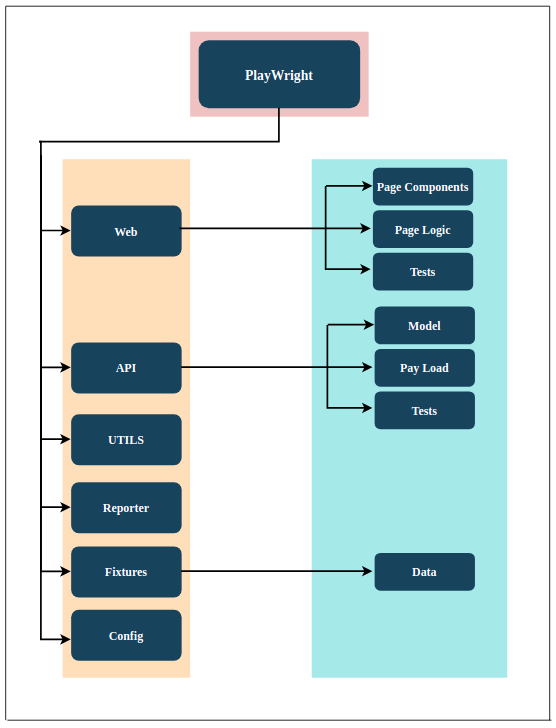 PlayWright
Web
Page Components
Page Logic
Tests
API
Model
Pay Load
Tests
UTILS
Reporter
Fixtures
Data
Config